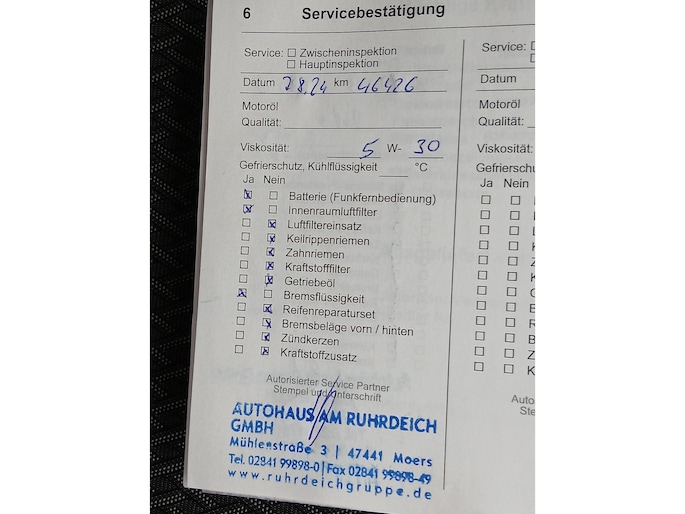 6 Servicebestätigung
Service: ☐ Zwischeninspektion
☐ Hauptinspektion
Datum 28,24 km 46426
Motoröl
Qualität:
Viskosität: 5 W- 30
Gefrierschutz, Kühlflüssigkeit °C
Ja Nein
☒ ☐ Batterie (Funkfernbedienung)
☒ ☐ Innenraumluftfilter
☐ ☒ Luftfiltereinsatz
☐ ☒ Keilrippenriemen
☐ ☒ Zahnriemen
☐ ☒ Kraftstofffilter
☐ ☒ Getriebeöl
☒ ☐ Bremsflüssigkeit
☐ ☒ Reifenreparaturset
☐ ☒ Bremsbeläge vorn / hinten
☐ ☒ Zündkerzen
☐ ☒ Kraftstoffzusatz
Autorisierter Service Partner
Stempel und Unterschrift
AUTOHAUS AM RUHRDEICH
GMBH
Mühlenstraße 3 | 47441 Moers
Tel. 02841 99898-0 | Fax 02841 99898-49
www.ruhrdeichgruppe.de
Service: ☐
☐
Datum
Motoröl
Qualität:
Viskosität:
Gefrierschu
Ja Nein